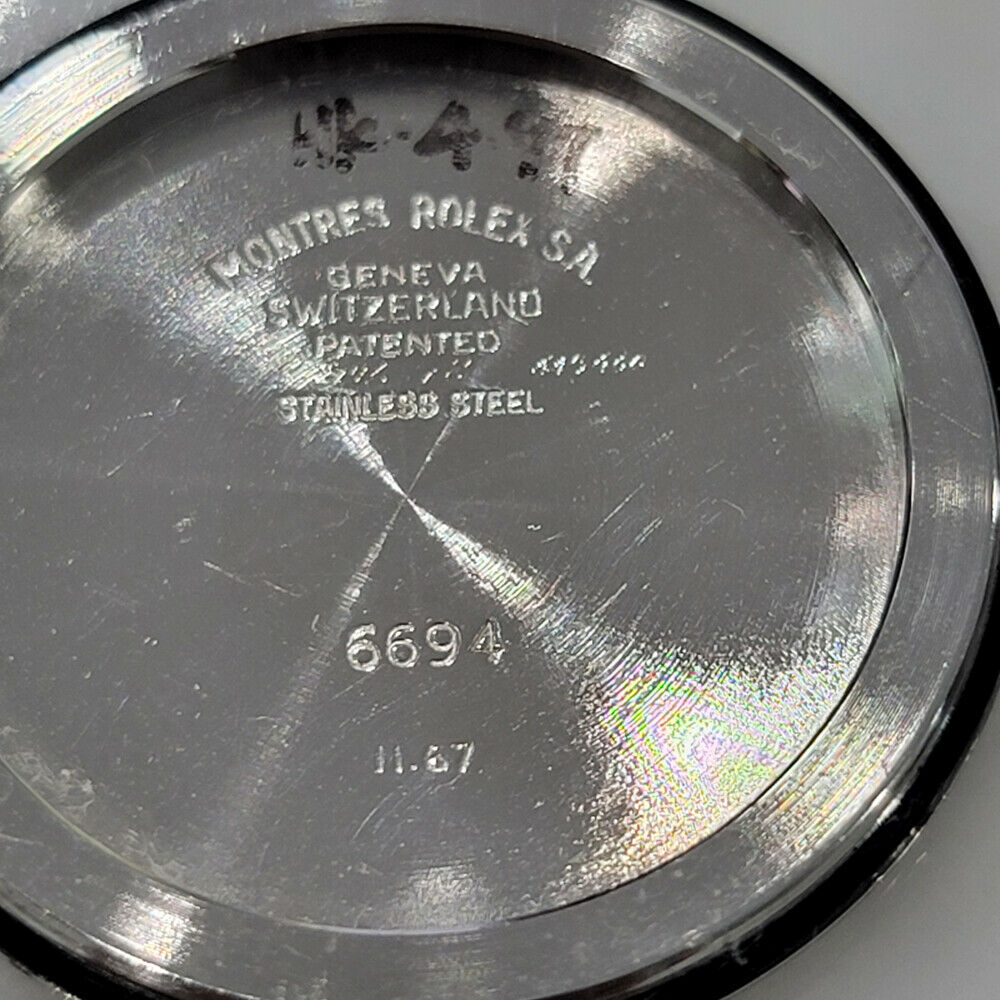 MONTRES ROLEX S.A
GENEVA
SWITZERLAND
PATENTED
STAINLESS STEEL
6694
II.67